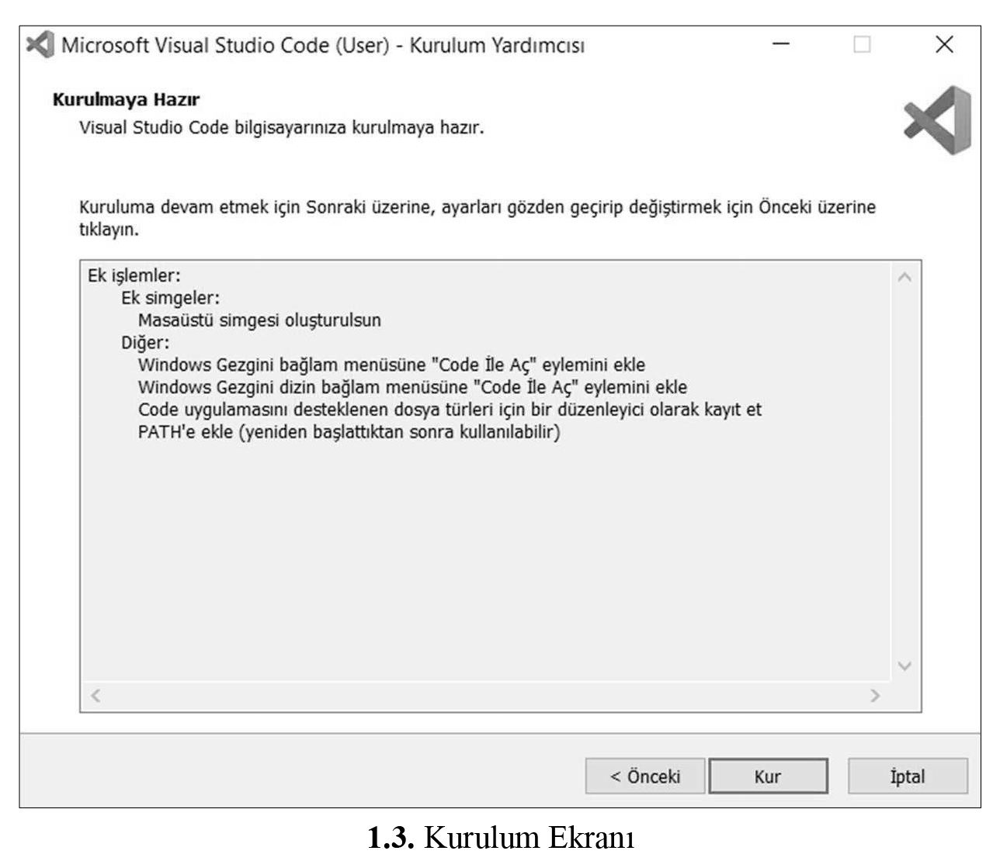 Microsoft Visual Studio Code (User) - Kurulum Yardımcısı
Kurulmaya Hazır
Visual Studio Code bilgisayarınıza kurulmaya hazır.
Kuruluma devam etmek için Sonraki üzerine, ayarları gözden geçirip değiştirmek için Önceki üzerine
tıklayın.
Ek işlemler:
Ek simgeler:
Masaüstü simgesi oluşturulsun
Diğer:
Windows Gezgini bağlam menüsüne "Code İle Aç" eylemini ekle
Windows Gezgini dizin bağlam menüsüne "Code İle Aç" eylemini ekle
Code uygulamasını desteklenen dosya türleri için bir düzenleyici olarak kayıt et
PATH'e ekle (yeniden başlattıktan sonra kullanılabilir)
< Önceki Kur İptal
1.3. Kurulum Ekranı